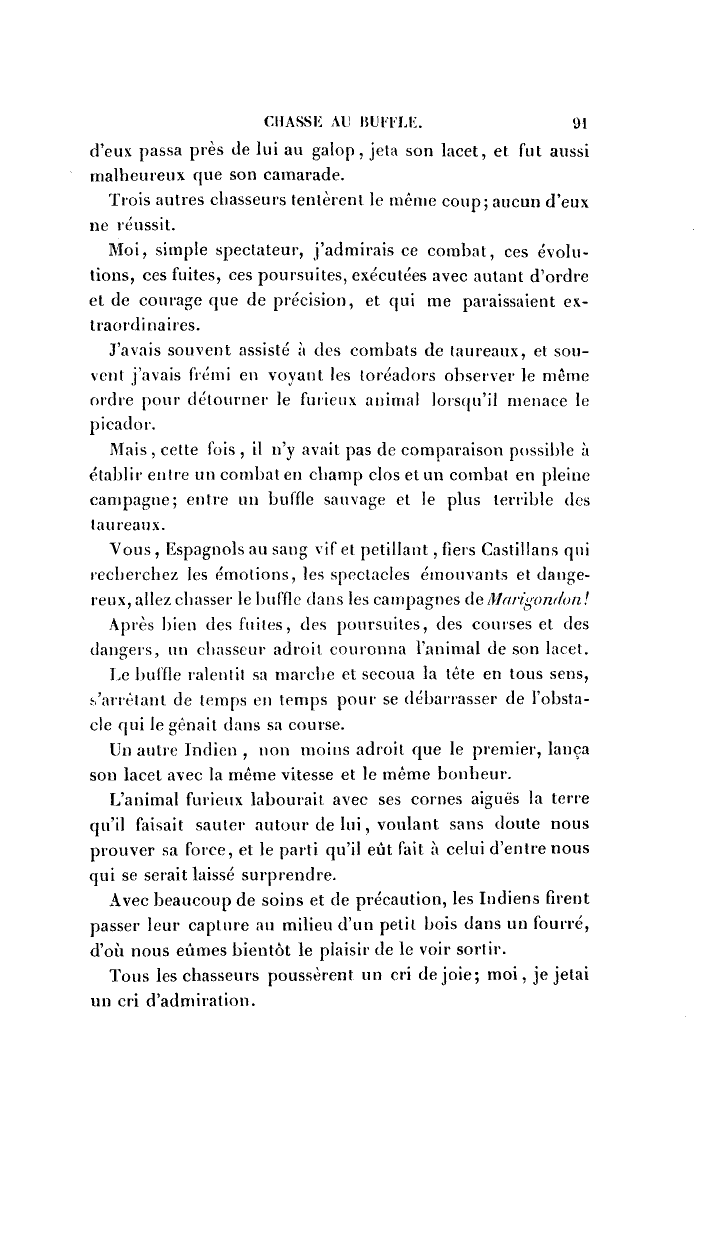 CHASSE AU BUFFLE. 91
d'eux passa près de lui au galop, jeta son lacet, et fut aussi
malheureux que son camarade.
Trois autres chasseurs tentèrent le même coup; aucun d'eux
ne réussit.
Moi, simple spectateur, j'admirais ce combat, ces évolu-
tions, ces fuites, ces poursuites, exécutées avec autant d'ordre
et de courage que de précision, et qui me paraissaient ex-
traordinaires.
J'avais souvent assisté à des combats de taureaux, et sou-
vent j'avais frémi en voyant les toréadors observer le même
ordre pour détourner le furieux animal lorsqu'il menace le
picador.
Mais, cette fois, il n'y avait pas de comparaison possible à
établir entre un combat en champ clos et un combat en pleine
campagne; entre un buffle sauvage et le plus terrible des
taureaux.
Vous, Espagnols au sang vif et petillant, fiers Castillans qui
recherchez les émotions, les spectacles émouvants et dange-
reux, allez chasser le buffle dans les campagnes de Marigondon!
Après bien des fuites, des poursuites, des courses et des
dangers, un chasseur adroit couronna l'animal de son lacet.
Le buffle ralentit sa marche et secoua la tête en tous sens,
s'arrêtant de temps en temps pour se débarrasser de l'obsta-
cle qui le gênait dans sa course.
Un autre Indien, non moins adroit que le premier, lança
son lacet avec la même vitesse et le même bonheur.
L'animal furieux labourait avec ses cornes aiguës la terre
qu'il faisait sauter autour de lui, voulant sans doute nous
prouver sa force, et le parti qu'il eût fait à celui d'entre nous
qui se serait laissé surprendre.
Avec beaucoup de soins et de précaution, les Indiens firent
passer leur capture au milieu d'un petit bois dans un fourré,
d'où nous eûmes bientôt le plaisir de le voir sortir.
Tous les chasseurs poussèrent un cri de joie; moi, je jetai
un cri d'admiration.